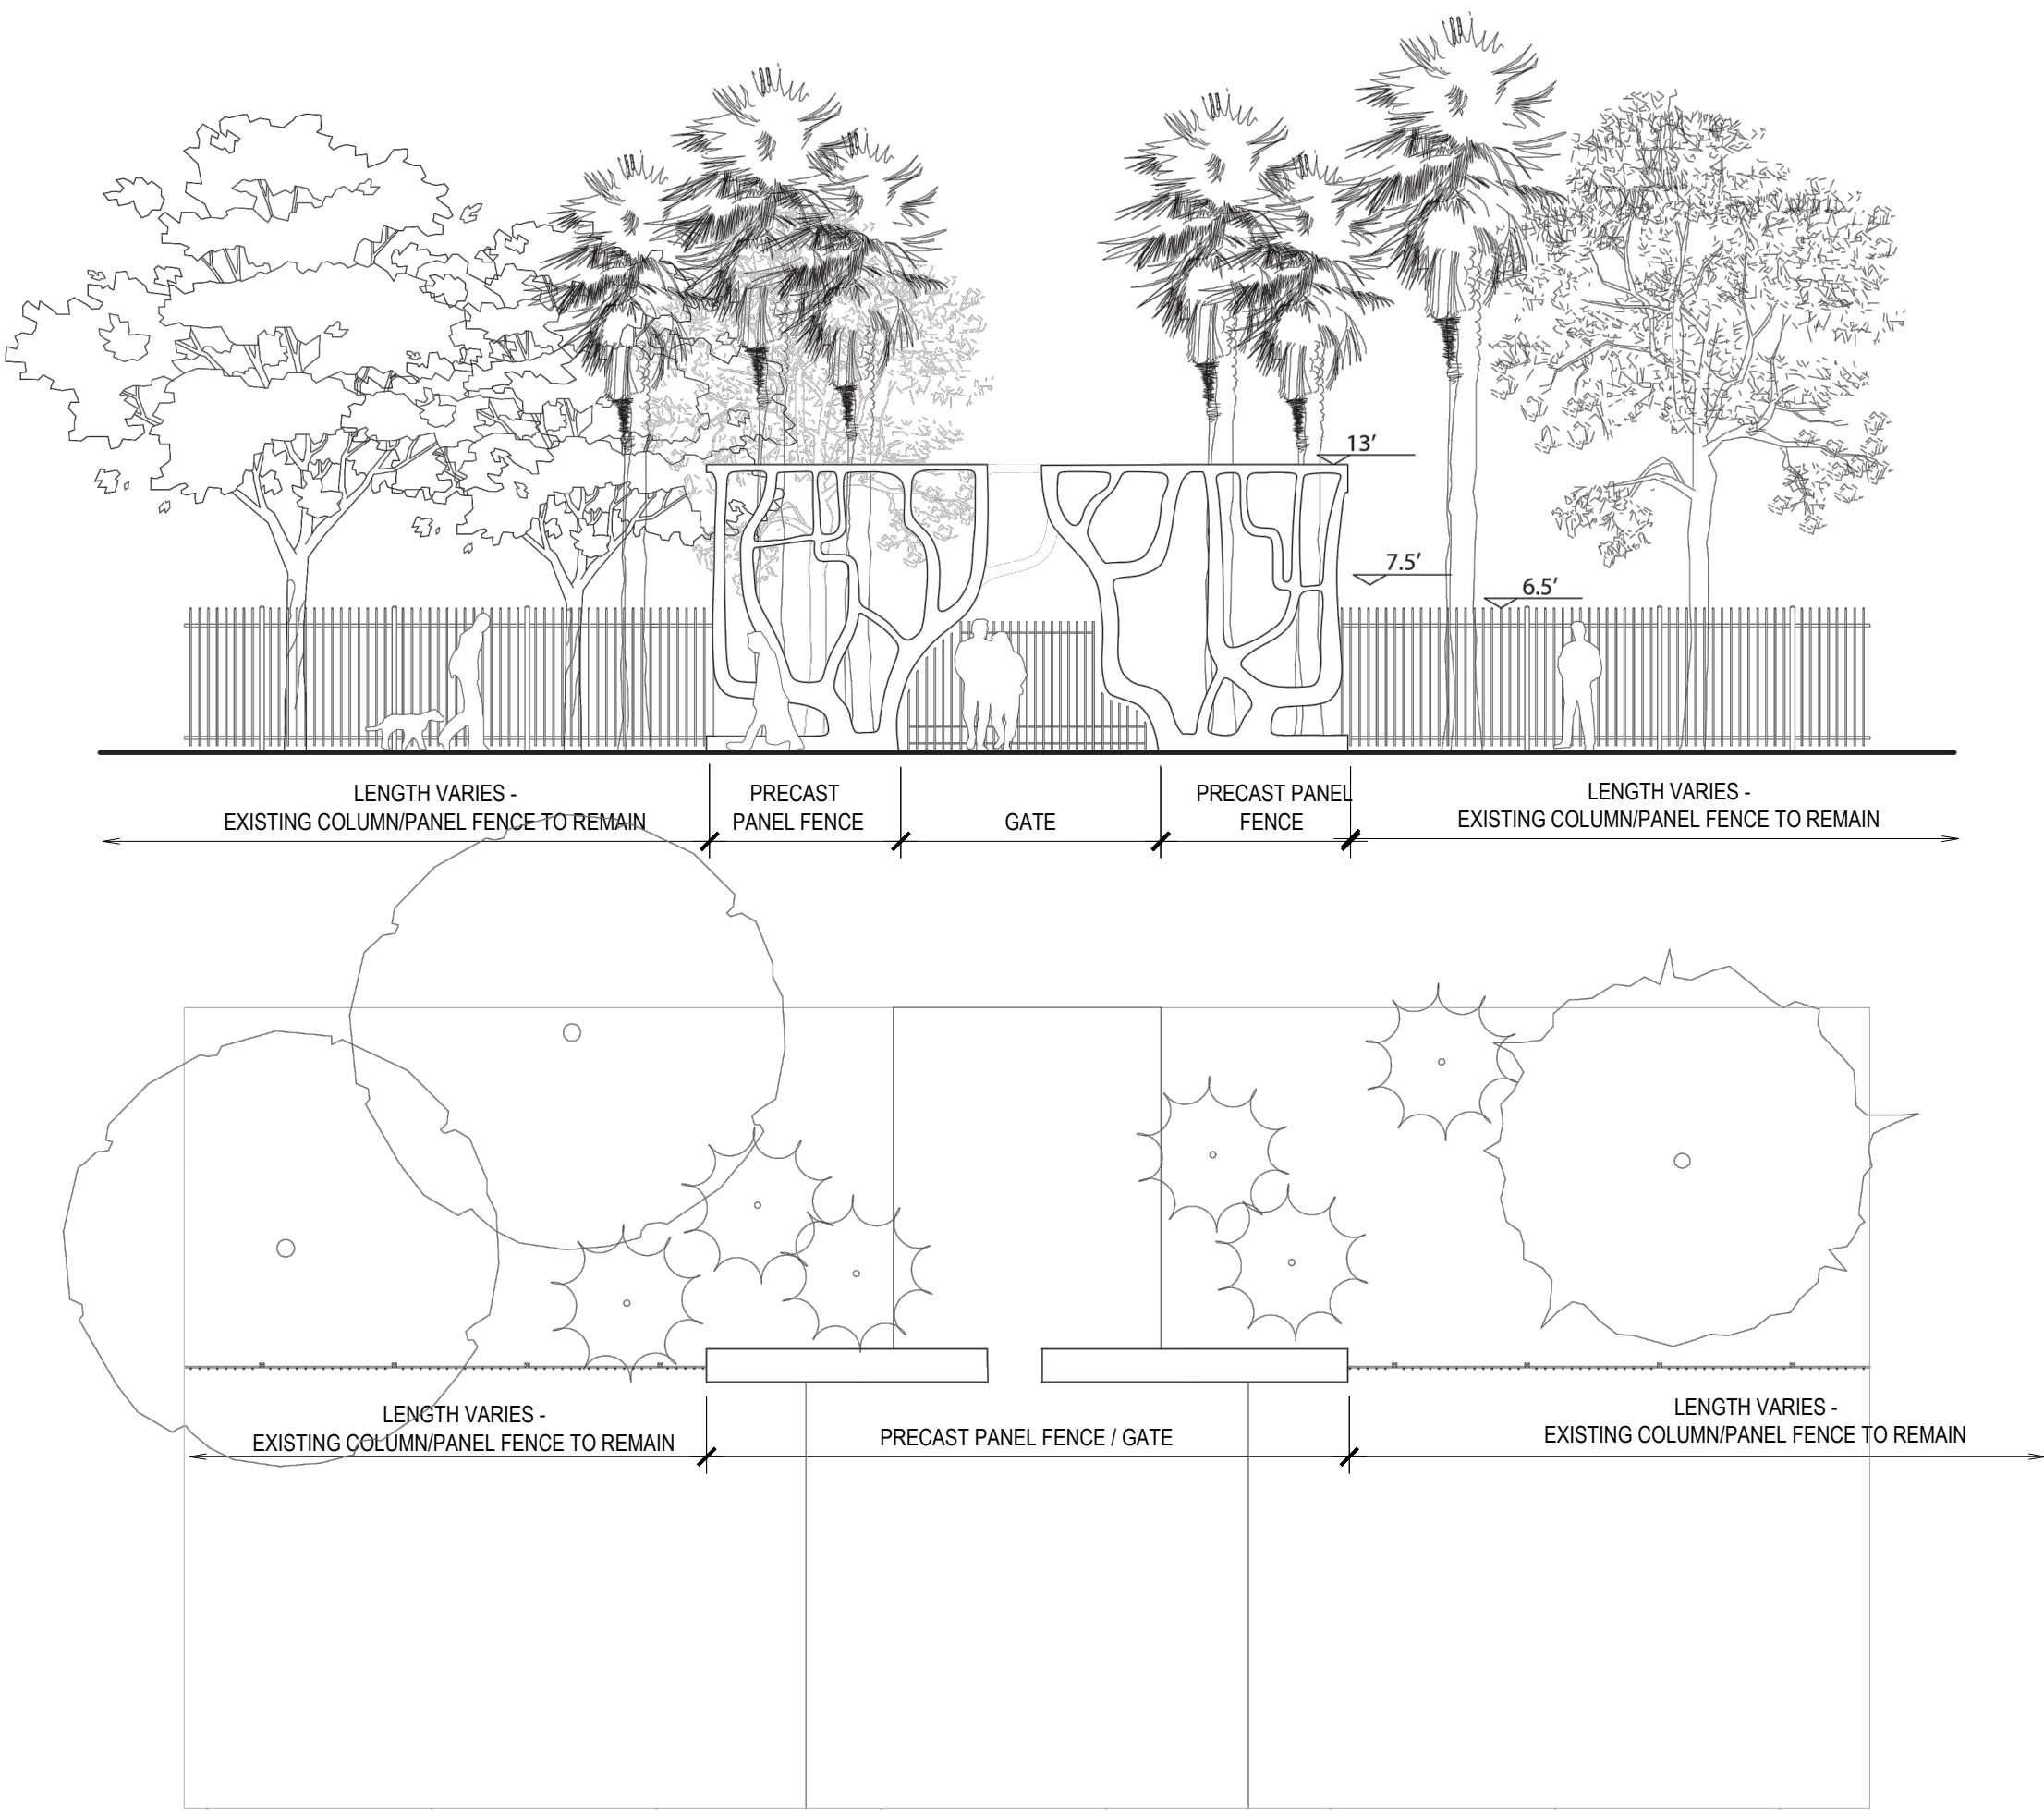 13’
7.5’
6.5’
LENGTH VARIES -
EXISTING COLUMN/PANEL FENCE TO REMAIN
PRECAST
PANEL FENCE
GATE
PRECAST PANEL
FENCE
LENGTH VARIES -
EXISTING COLUMN/PANEL FENCE TO REMAIN
LENGTH VARIES -
EXISTING COLUMN/PANEL FENCE TO REMAIN
PRECAST PANEL FENCE / GATE
LENGTH VARIES -
EXISTING COLUMN/PANEL FENCE TO REMAIN